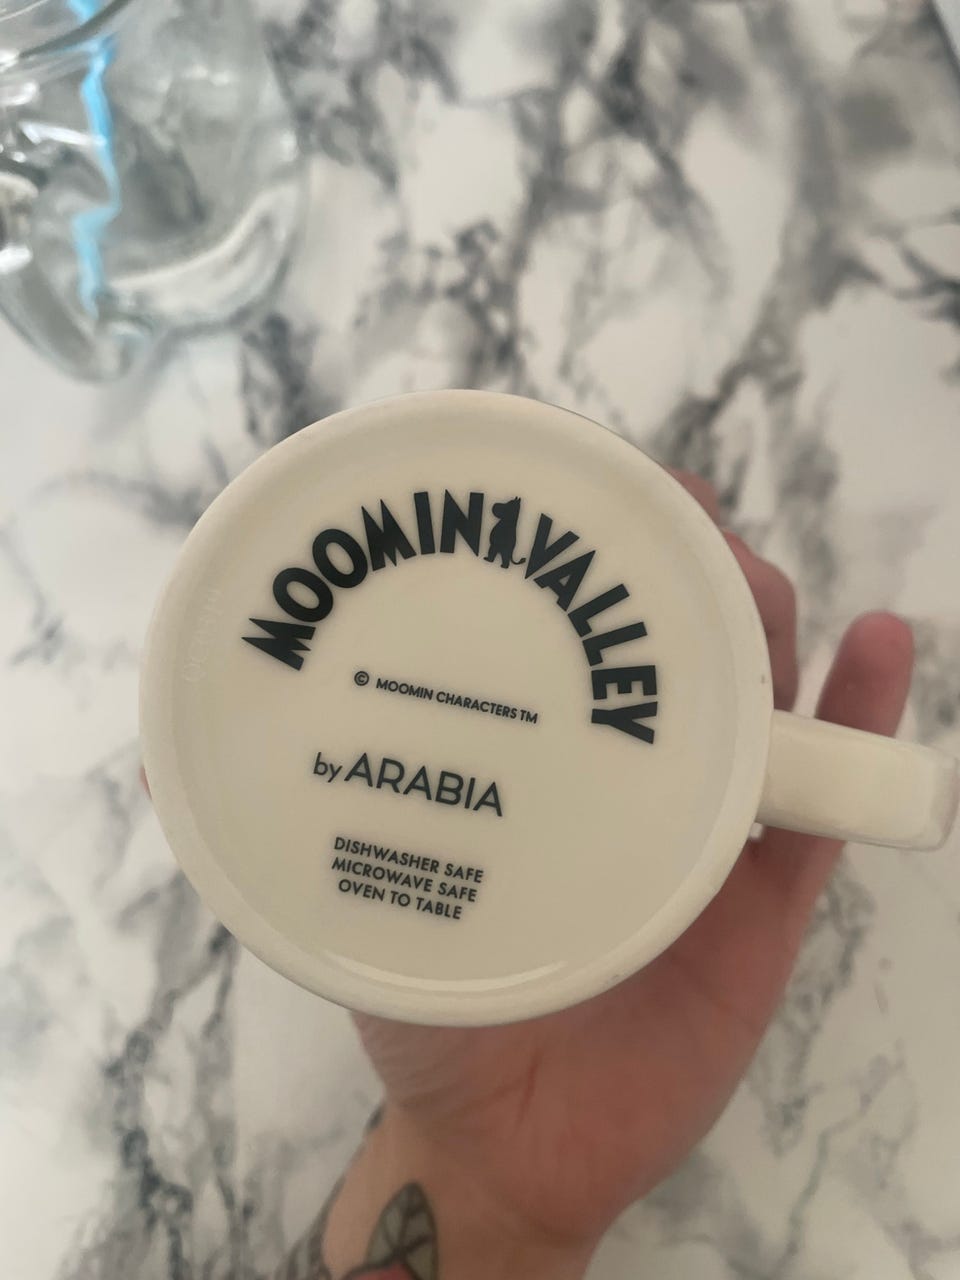 MOOMINVALLEY
© MOOMIN CHARACTERS TM
by ARABIA
DISHWASHER SAFE
MICROWAVE SAFE
OVEN TO TABLE